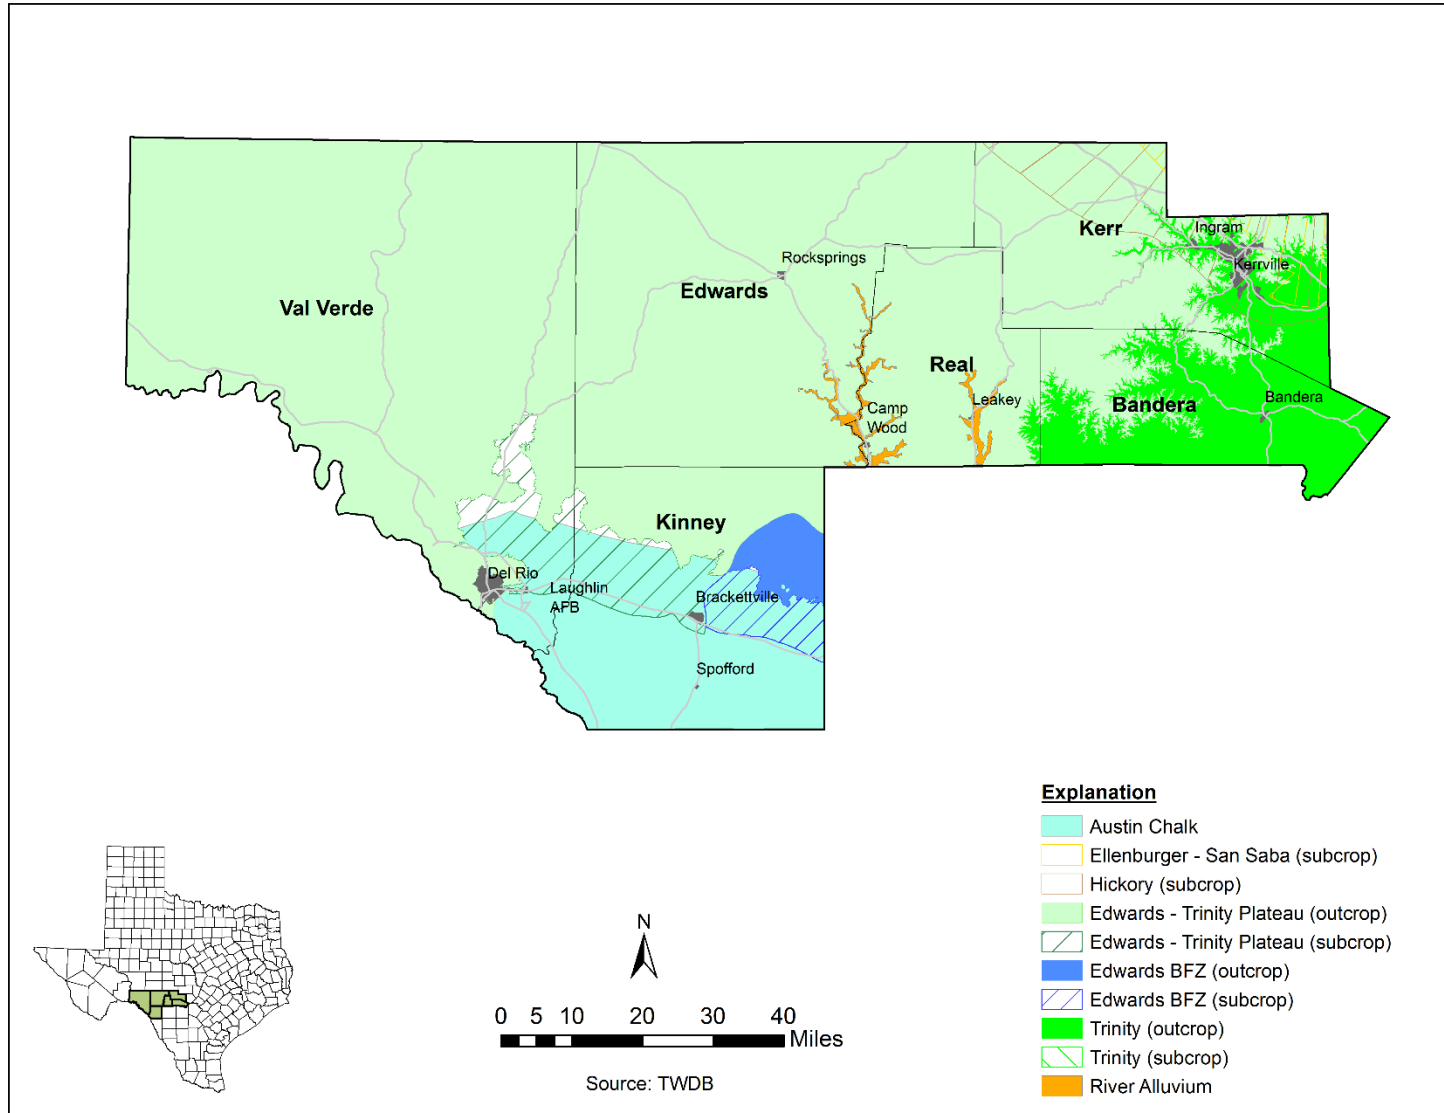 Ingram
Kerr
Rocksprings
Kerrville
Edwards
Val Verde
Real
Leakey
Bandera
Bandera
Camp
Wood
Kinney
Del Rio
Laughlin
AFB
Brackettville
Spofford
Explanation
Austin Chalk
Ellenburger - San Saba (subcrop)
Hickory (subcrop)
Edwards - Trinity Plateau (outcrop)
Edwards - Trinity Plateau (subcrop)
Edwards BFZ (outcrop)
Edwards BFZ (subcrop)
Trinity (outcrop)
Trinity (subcrop)
River Alluvium
N
0 5 10 20 30 40
Miles
Source: TWDB